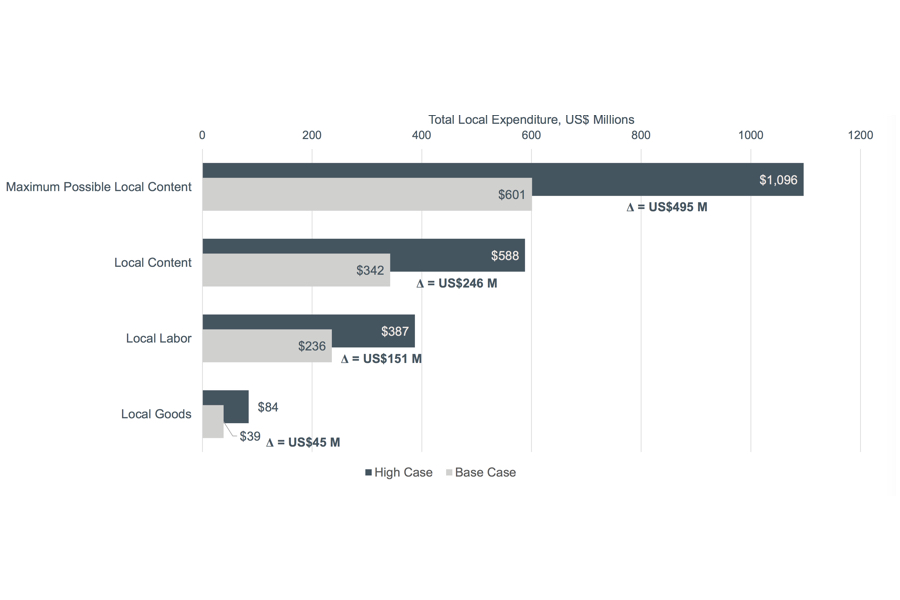 Total Local Expenditure, US$ Millions
0 200 400 600 800 1000 1200
Maximum Possible Local Content
$1,096
$601
Δ = US$495 M
Local Content
$588
$342
Δ = US$246 M
Local Labor
$387
$236
Δ = US$151 M
Local Goods
$84
$39
Δ = US$45 M
High Case Base Case